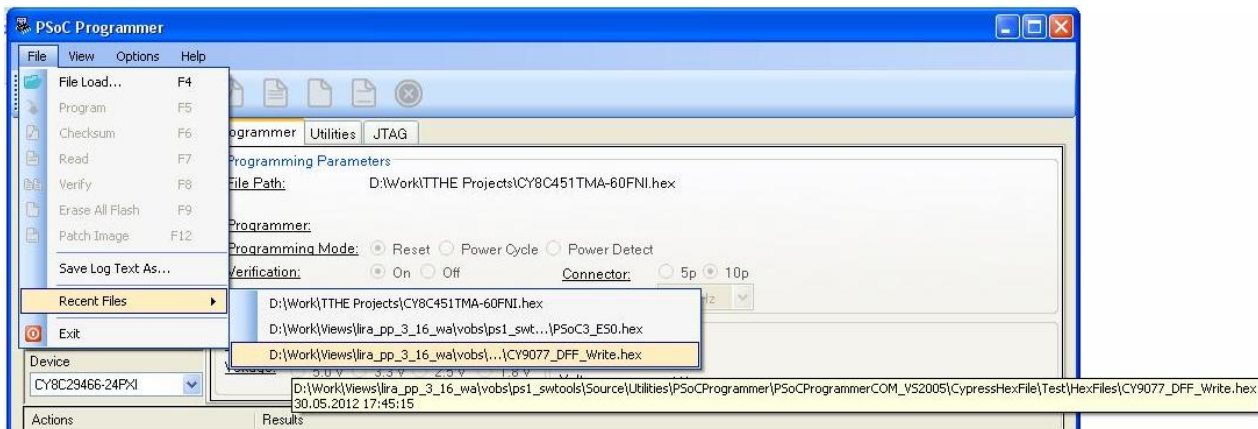 PSoC Programmer
File View Options Help
File Load... F4
Program F5
Checksum F6
Read F7
Verify F8
Erase All Flash F9
Patch Image F12
Save Log Text As...
Recent Files
Exit
Utilities JTAG
Programming Parameters
File Path: D:\Work\TTHE Projects\CY8C451TMA-60FNI.hex
Programmer:
Programming Mode: Reset Power Cycle Power Detect
Verification: On Off Connector: 5p 10p
D:\Work\TTHE Projects\CY8C451TMA-60FNI.hex
D:\Work\Views\lira_pp_3_16_wa\vobs\ps1_swt...\PSoC3_ES0.hex
D:\Work\Views\lira_pp_3_16_wa\vobs\...\CY9077_DFF_Write.hex
Device
CY8C29466-24PXI
D:\Work\Views\lira_pp_3_16_wa\vobs\ps1_swtools\Source\Utilities\PSoCProgrammer\PSoCProgrammerCOM_VS2005\CypressHexFile\Test\HexFiles\CY9077_DFF_Write.hex
30.05.2012 17:45:15
Actions Results